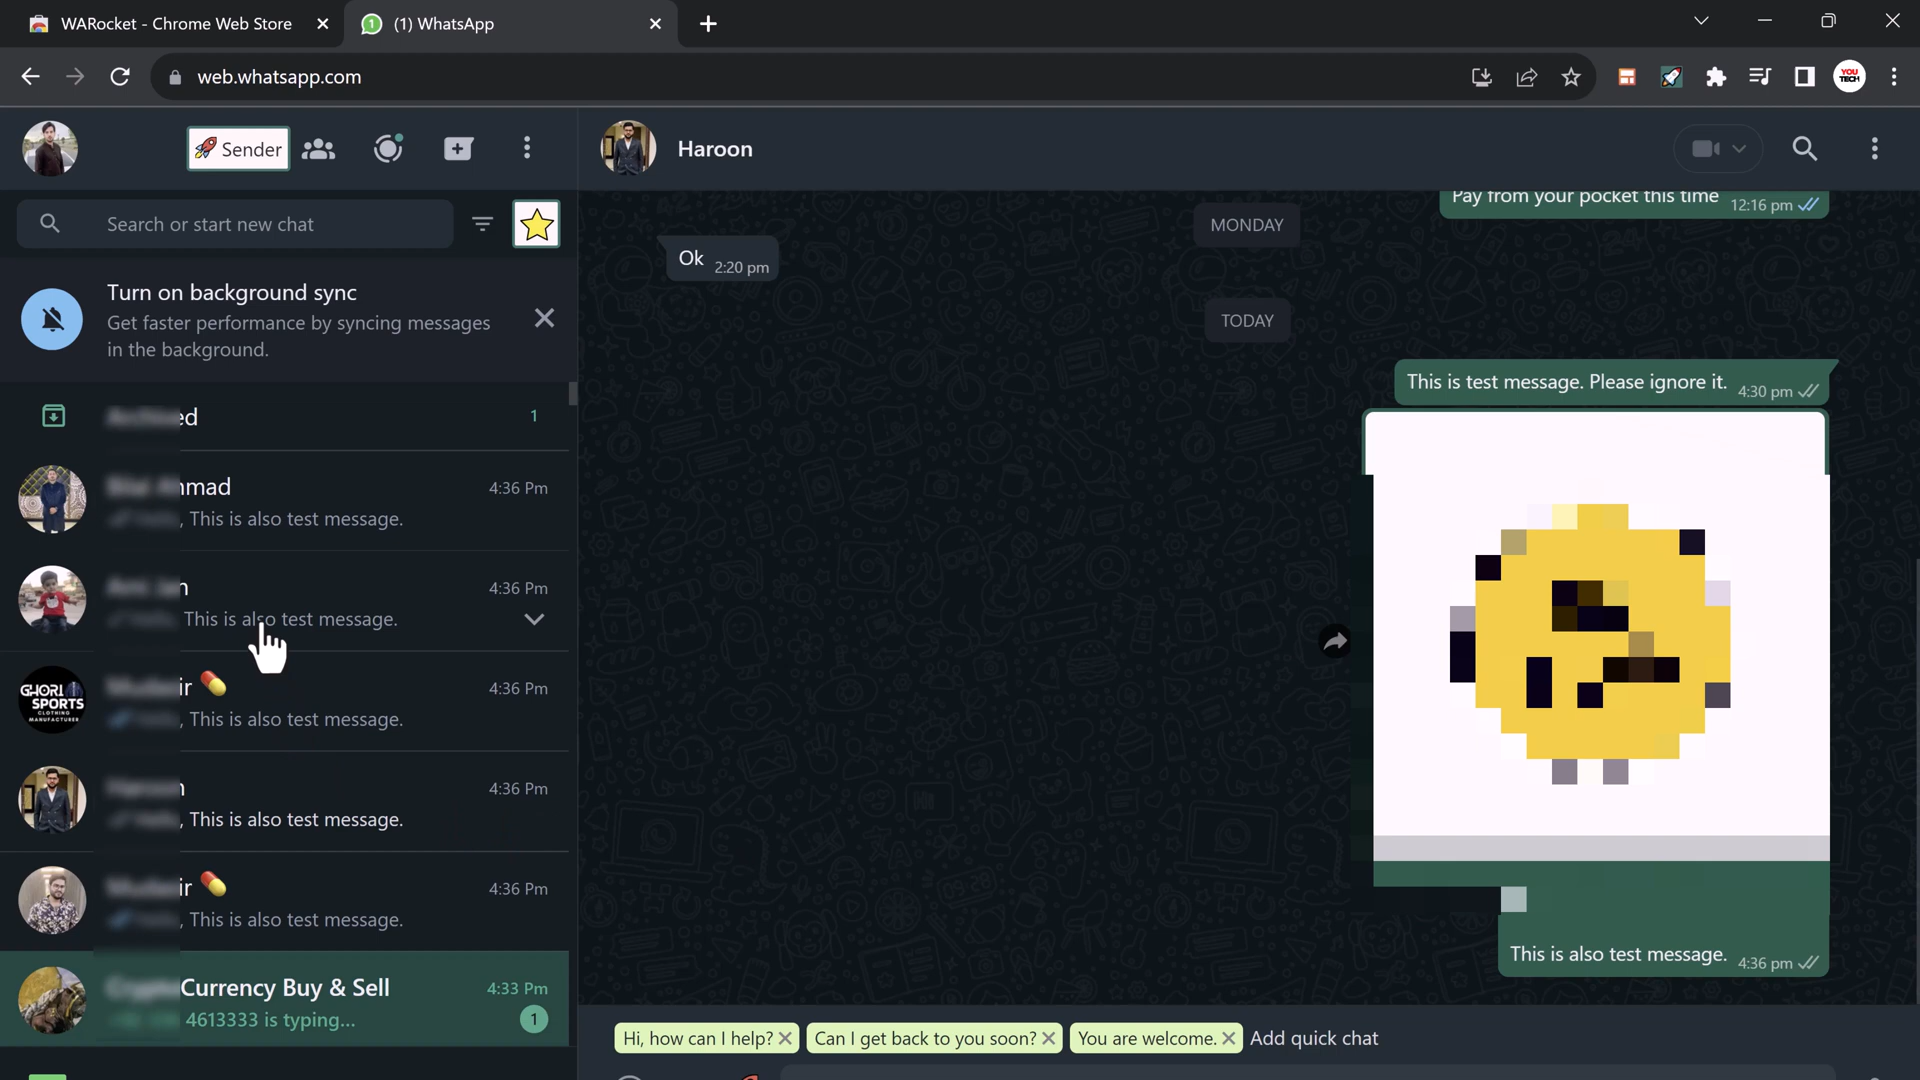 WARocket - Chrome Web Store
(1) WhatsApp
web.whatsapp.com
YOU
TECH
Sender
Haroon
Search or start new chat
Pay from your pocket this time 12:16 pm
MONDAY
Ok 2:20 pm
Turn on background sync
Get faster performance by syncing messages
in the background.
TODAY
This is test message. Please ignore it. 4:30 pm
ed 1
hmad 4:36 Pm
, This is also test message.
n 4:36 Pm
This is also test message.
ir 4:36 Pm
, This is also test message.
GHORI
SPORTS
CLOTHING
MANUFACTURER
n 4:36 Pm
, This is also test message.
ir 4:36 Pm
, This is also test message.
This is also test message. 4:36 pm
Currency Buy & Sell 4:33 Pm
4613333 is typing... 1
Hi, how can I help? Can I get back to you soon? You are welcome. Add quick chat